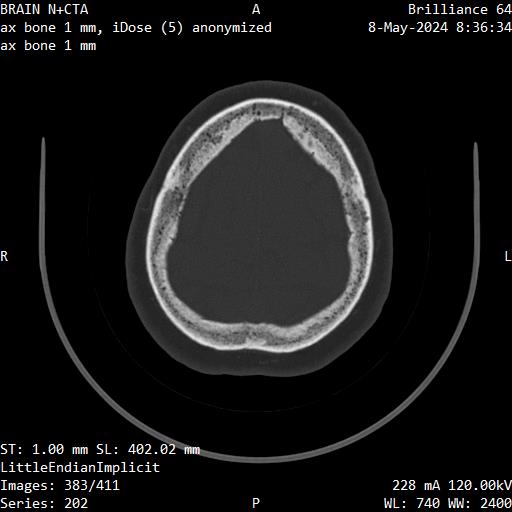 BRAIN N+CTA A Brilliance 64
ax bone 1 mm, iDose (5) anonymized 8-May-2024 8:36:34
ax bone 1 mm
R L
ST: 1.00 mm SL: 402.02 mm
LittleEndianImplicit
Images: 383/411 228 mA 120.00kV
Series: 202 P WL: 740 WW: 2400